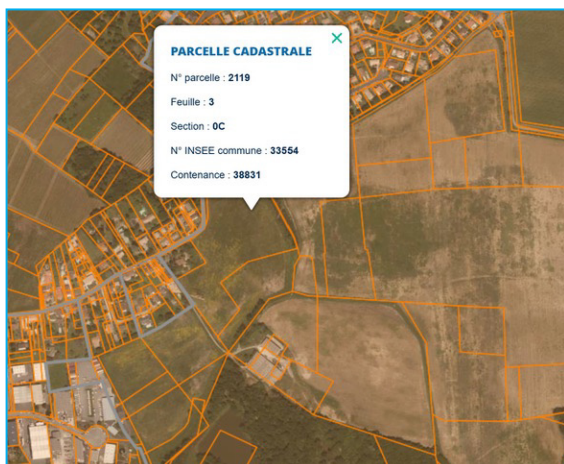 PARCELLE CADASTRALE
N° parcelle : 2119
Feuille : 3
Section : 0C
N° INSEE commune : 33554
Contenance : 38831